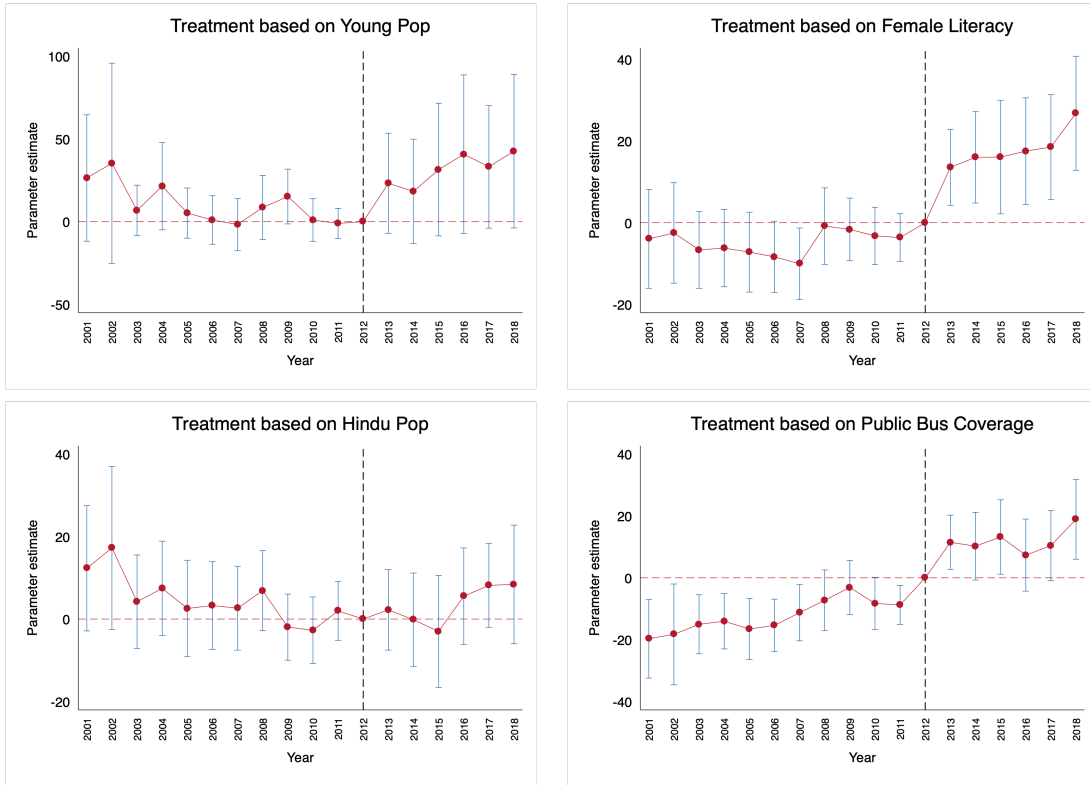 Treatment based on Young Pop
Parameter estimate
100
50
0
-50
2001 2002 2003 2004 2005 2006 2007 2008 2009 2010 2011 2012 2013 2014 2015 2016 2017 2018
Year
Treatment based on Female Literacy
Parameter estimate
40
20
0
-20
2001 2002 2003 2004 2005 2006 2007 2008 2009 2010 2011 2012 2013 2014 2015 2016 2017 2018
Year
Treatment based on Hindu Pop
Parameter estimate
40
20
0
-20
2001 2002 2003 2004 2005 2006 2007 2008 2009 2010 2011 2012 2013 2014 2015 2016 2017 2018
Year
Treatment based on Public Bus Coverage
Parameter estimate
40
20
0
-20
-40
2001 2002 2003 2004 2005 2006 2007 2008 2009 2010 2011 2012 2013 2014 2015 2016 2017 2018
Year